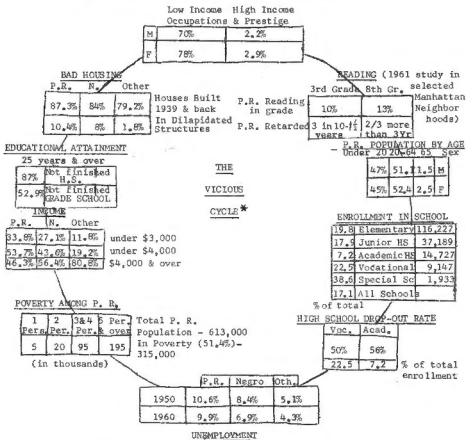 Low Income High Income
Occupations & Prestige
M 70% 2.2%
F 78% 2.9%
BAD HOUSING
P.R. N. Other
87.3% 84% 79.2%
10.4% 8% 1.8%
Houses Built
1939 & back
In Dilapidated
Structures
READING (1961 study in
selected
Manhattan
Neighbor
hoods)
3rd Grade 8th Gr.
P.R. Reading
in grade
10% 13%
P.R. Retarded
3 in 10-1½
years
2/3 more
than 3Yr
EDUCATIONAL ATTAINMENT
25 years & over
87% Not finished
H.S.
52.9% Not finished
GRADE SCHOOL
THE
VICIOUS
CYCLE*
P.R. POPULATION BY AGE
Under 20 20-64 65 Sex
47% 51.1 1.5 M
45% 52.4 2.5 F
INCOME
P.R. N. Other
33.8% 27.1% 11.8% under $3,000
53.7% 43.6% 19.2% under $4,000
46.3% 56.4% 80.8% $4,000 & over
ENROLLMENT IN SCHOOL
19.8 Elementary 116,227
17.9 Junior HS 37,189
7.2 Academic HS 14,727
22.5 Vocational 9,147
38.6 Special Sc 1,933
17.1 All Schools
% of total
POVERTY AMONG P. R.
1 2 3&4 5 Per.
Pers. Per. Per. & over
5 20 95 195
(in thousands)
Total P. R.
Population - 613,000
In Poverty (51.4%)-
315,000
HIGH SCHOOL DROP-OUT RATE
Voc. Acad.
50% 56%
22.5 7.2
% of total
enrollment
P.R. Negro Oth.
1950 10.6% 8.4% 5.1%
1960 9.9% 6.9% 4.3%
UNEMPLOYMENT